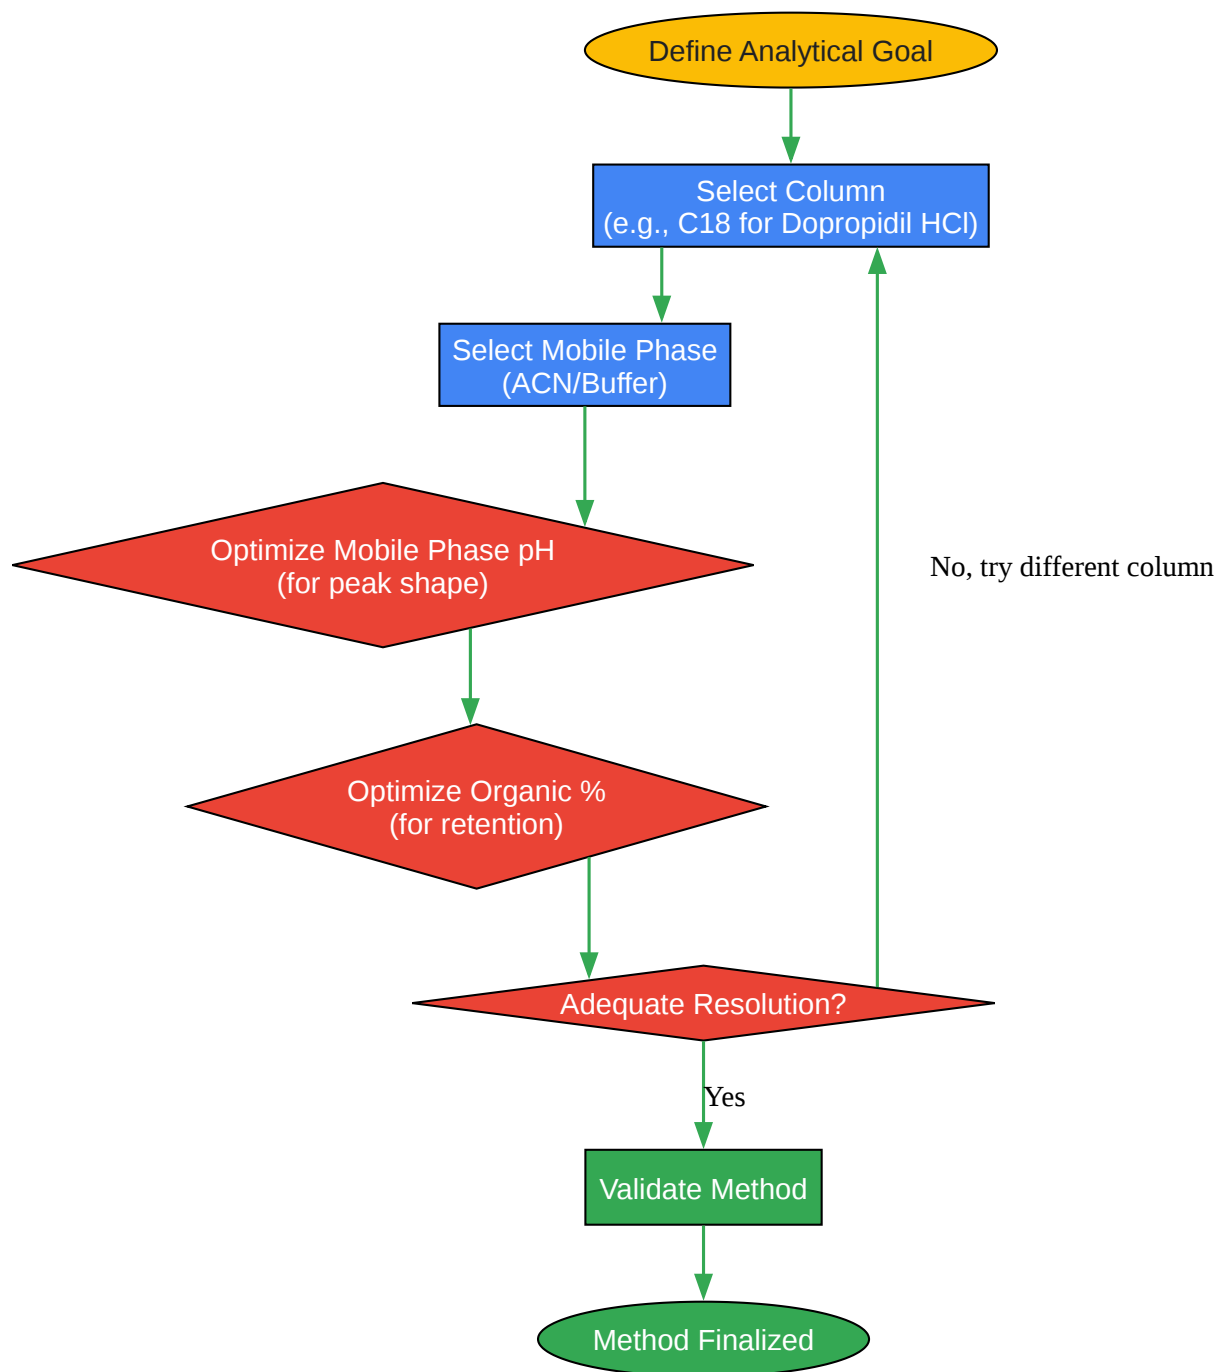 Define Analytical Goal
Select Column
(e.g., C18 for Dopropidil HCl)
Select Mobile Phase
(ACN/Buffer)
Optimize Mobile Phase pH
(for peak shape)
No, try different column
Optimize Organic %
(for retention)
Adequate Resolution?
Yes
Validate Method
Method Finalized